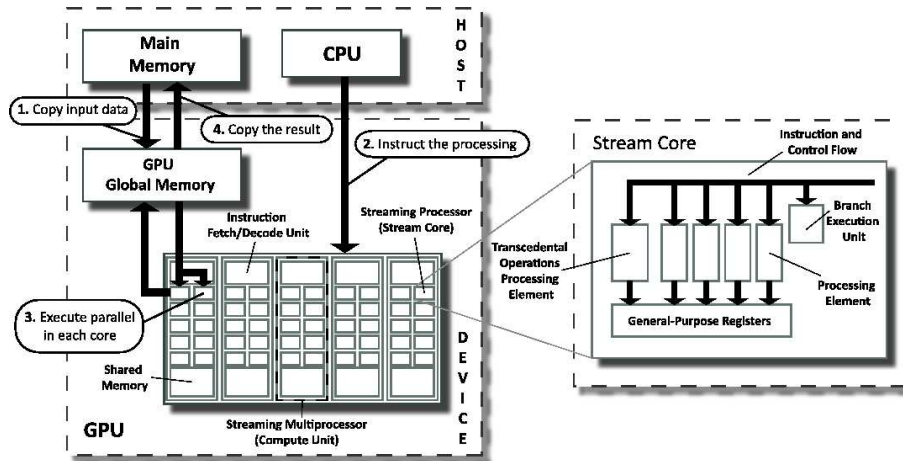 HOST
Main
Memory
CPU
1. Copy input data
4. Copy the result
2. Instruct the processing
GPU
Global Memory
Instruction
Fetch/Decode Unit
Streaming Processor
(Stream Core)
3. Execute parallel
in each core
Shared
Memory
Streaming Multiprocessor
(Compute Unit)
GPU
DEVICE
Stream Core
Instruction and
Control Flow
Branch
Execution
Unit
Transcedental
Operations
Processing
Element
Processing
Element
General-Purpose Registers